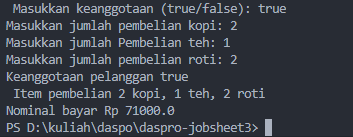 Masukkan keanggotaan (true/false): true
Masukkan jumlah pembelian kopi: 2
Masukkan jumlah Pembelian teh: 1
Masukkan jumlah pembelian roti: 2
Keanggotaan pelanggan true
Item pembelian 2 kopi, 1 teh, 2 roti
Nominal bayar Rp 71000.0
PS D:\kuliah\daspo\daspro-jobsheet3>